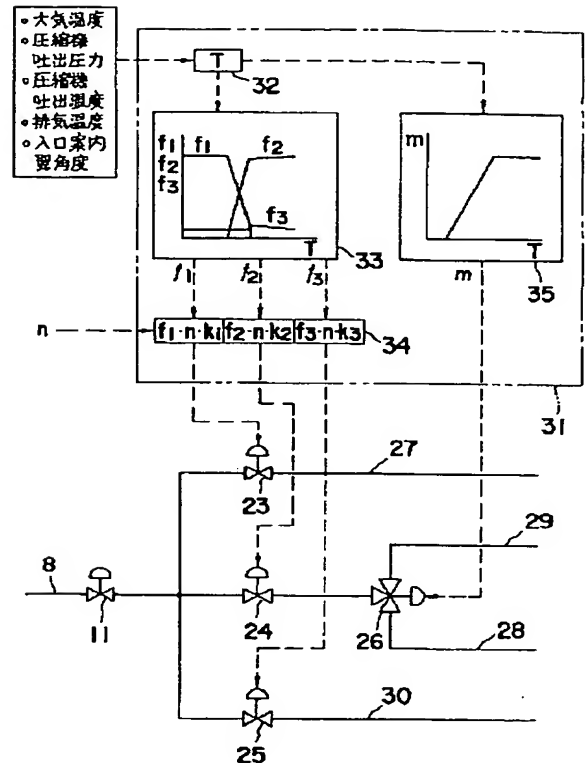 • 大気温度
• 圧縮機
吐出圧力
• 圧縮機
吐出温度
• 排気温度
○ 入口案内
翼角度
T
32
f1
f2
f3
f1
f2
f3
T
33
m
T
35
f1
f2
f3
m
n
f1·n·k1
f2·n·k2
f3·n·k3
34
31
27
23
29
8
11
24
26
28
30
25